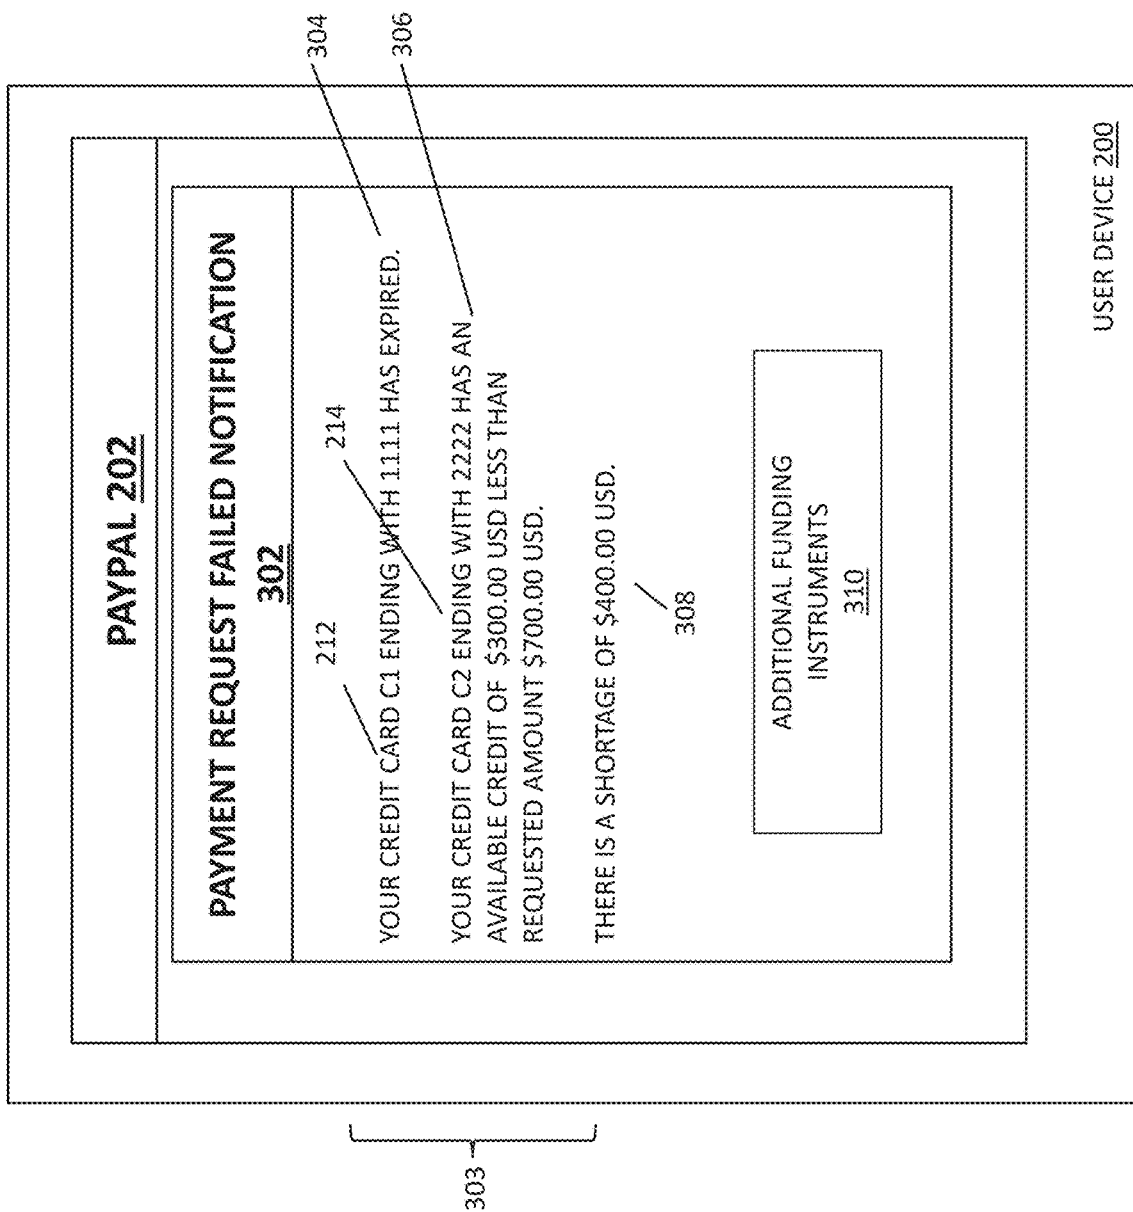 PAYPAL 202
PAYMENT REQUEST FAILED NOTIFICATION
302
304
212
214
YOUR CREDIT CARD C1 ENDING WITH 1111 HAS EXPIRED.
306
YOUR CREDIT CARD C2 ENDING WITH 2222 HAS AN
AVAILABLE CREDIT OF $300.00 USD LESS THAN
REQUESTED AMOUNT $700.00 USD.
303
THERE IS A SHORTAGE OF $400.00 USD.
308
ADDITIONAL FUNDING
INSTRUMENTS
310
USER DEVICE 200